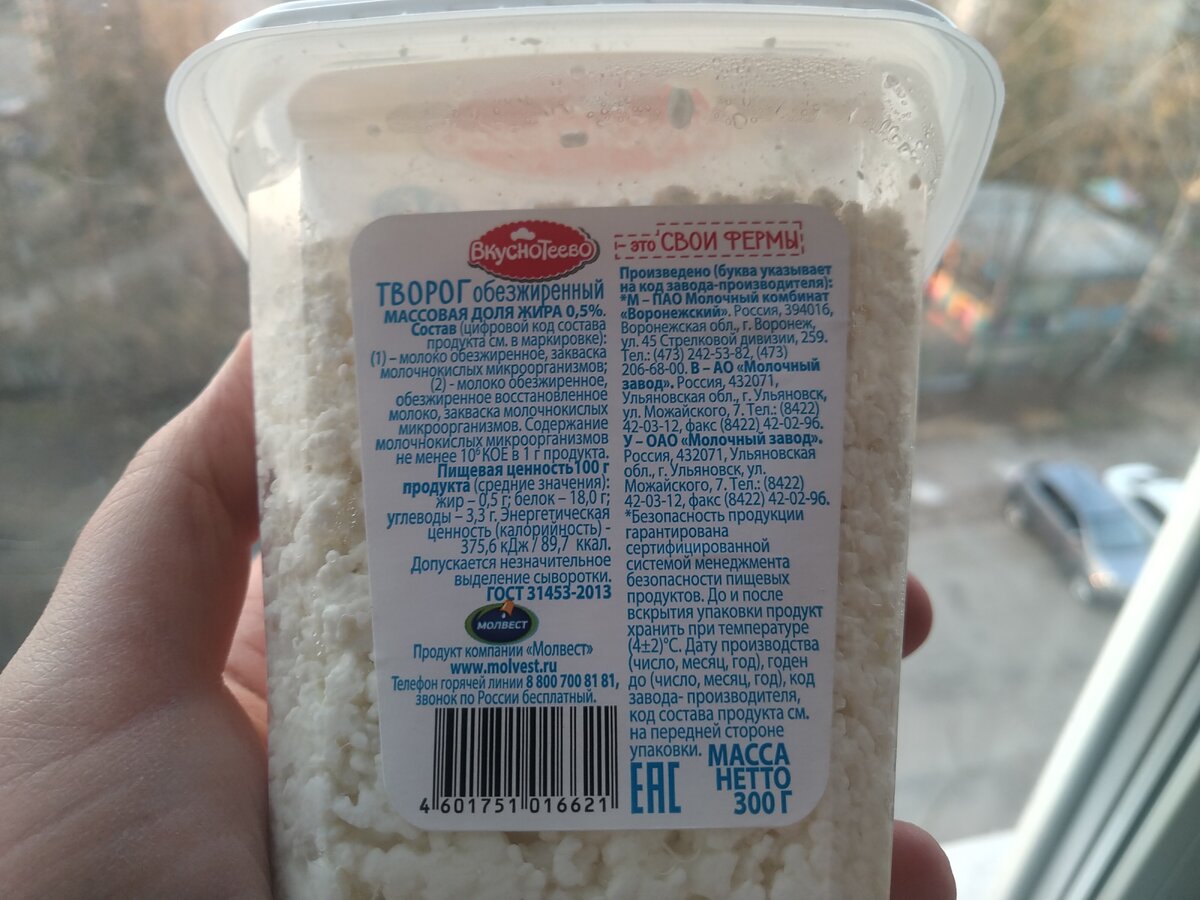 ВКУСНОТЕЕВО
- это СВОИ ФЕРМЫ
ТВОРОГ обезжиренный
МАССОВАЯ ДОЛЯ ЖИРА 0,5%.
Состав (цифровой код состава
продукта см. в маркировке):
(1) – молоко обезжиренное, закваска
молочнокислых микроорганизмов;
(2) - молоко обезжиренное,
обезжиренное восстановленное
молоко, закваска молочнокислых
микроорганизмов. Содержание
молочнокислых микроорганизмов
не менее 10⁶ КОЕ в 1 г продукта.
Пищевая ценность 100 г
продукта (средние значения):
жир – 0,5 г; белок – 18,0 г;
углеводы – 3,3 г. Энергетическая
ценность (калорийность) -
375,6 кДж / 89,7 ккал.
Допускается незначительное
выделение сыворотки.
ГОСТ 31453-2013
МОЛВЕСТ
Продукт компании «Молвест»
www.molvest.ru
Телефон горячей линии 8 800 700 81 81,
звонок по России бесплатный.
4 601751 016621
Произведено (буква указывает
на код завода-производителя):
*М – ПАО Молочный комбинат
«Воронежский». Россия, 394016,
Воронежская обл., г. Воронеж,
ул. 45 Стрелковой дивизии, 259.
Тел.: (473) 242-53-82, (473)
206-68-00. В – АО «Молочный
завод». Россия, 432071,
Ульяновская обл., г. Ульяновск,
ул. Можайского, 7. Тел.: (8422)
42-03-12, факс (8422) 42-02-96.
У – ОАО «Молочный завод».
Россия, 432071, Ульяновская
обл., г. Ульяновск, ул.
Можайского, 7. Тел.: (8422)
42-03-12, факс (8422) 42-02-96.
*Безопасность продукции
гарантирована
сертифицированной
системой менеджмента
безопасности пищевых
продуктов. До и после
вскрытия упаковки продукт
хранить при температуре
(4±2)°С. Дату производства
(число, месяц, год), годен
до (число, месяц, год), код
завода- производителя,
код состава продукта см.
на передней стороне
упаковки.
ЕАС
МАССА
НЕТТО
300 Г